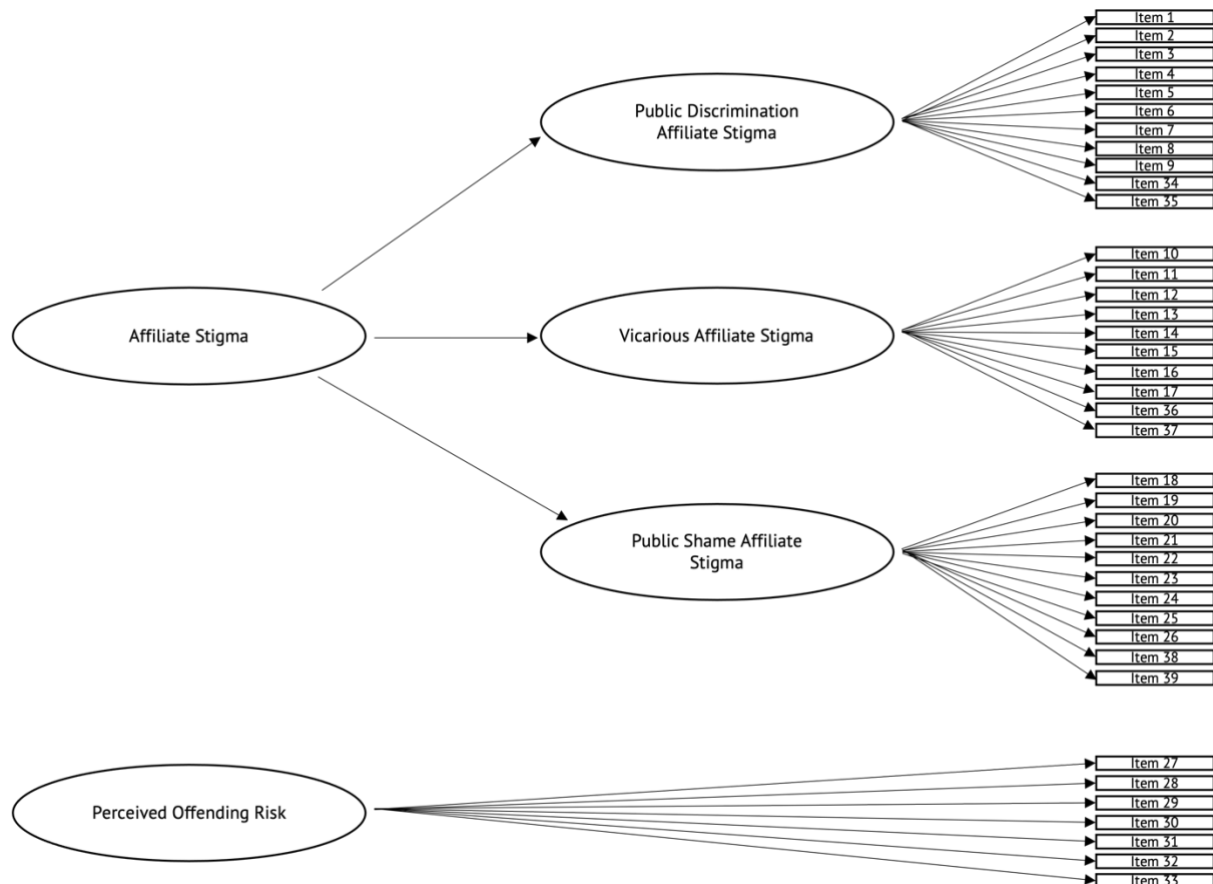 Affiliate Stigma
Public Discrimination
Affiliate Stigma
Item 1
Item 2
Item 3
Item 4
Item 5
Item 6
Item 7
Item 8
Item 9
Item 34
Item 35
Vicarious Affiliate Stigma
Item 10
Item 11
Item 12
Item 13
Item 14
Item 15
Item 16
Item 17
Item 36
Item 37
Public Shame Affiliate
Stigma
Item 18
Item 19
Item 20
Item 21
Item 22
Item 23
Item 24
Item 25
Item 26
Item 38
Item 39
Perceived Offending Risk
Item 27
Item 28
Item 29
Item 30
Item 31
Item 32
Item 33